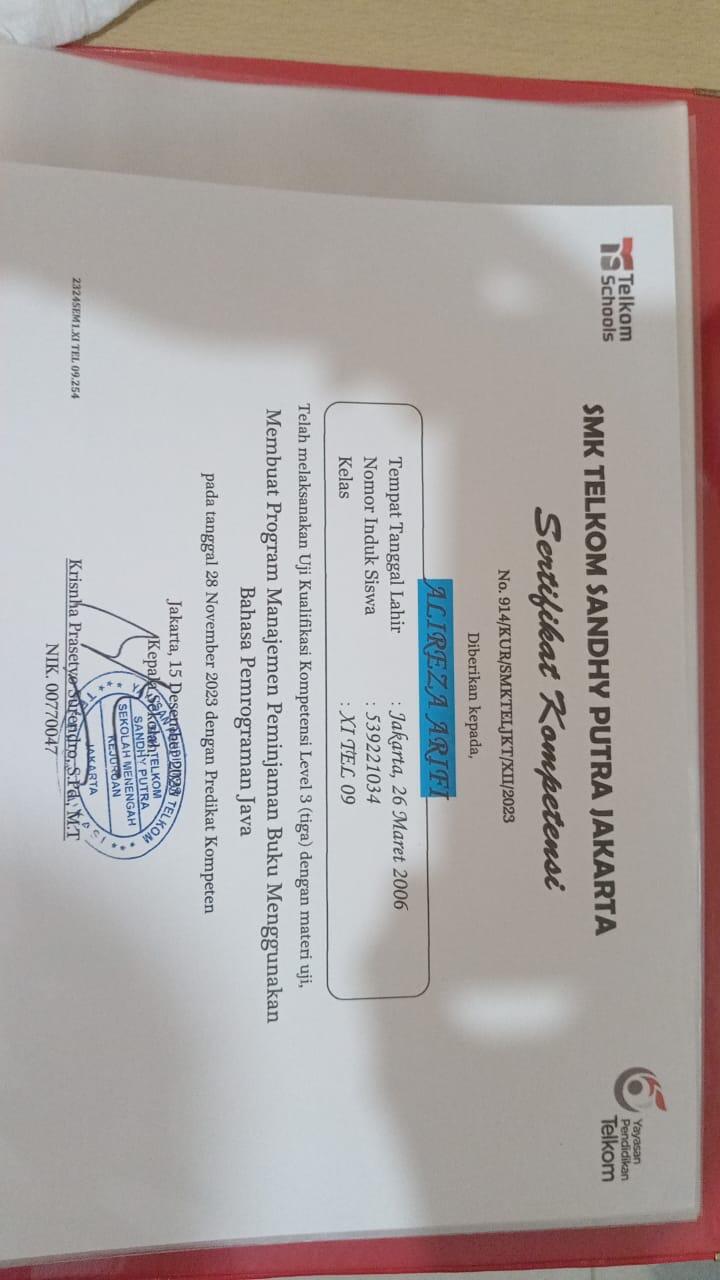 Telkom
Schools
Yayasan
Pendidikan
Telkom
SMK TELKOM SANDHY PUTRA JAKARTA
Sertifikat Kompetensi
No. 914/KUR/SMKTELJKT/XII/2023
Diberikan kepada,
ALIREZA ARIFI
Tempat Tanggal Lahir : Jakarta, 26 Maret 2006
Nomor Induk Siswa : 539221034
Kelas : XI TEL 09
Telah melaksanakan Uji Kualifikasi Kompetensi Level 3 (tiga) dengan materi uji,
Membuat Program Manajemen Peminjaman Buku Menggunakan
Bahasa Pemrograman Java
pada tanggal 28 November 2023 dengan Predikat Kompeten
Jakarta, 15 Desember 2023
Kepala Sekolah,
YAYASAN PENDIDIKAN TELKOM
SMK TELKOM
SANDHY PUTRA
SEKOLAH MENENGAH
KEJURUAN
JAKARTA
Krisnha Prasetyo Surendro, S.Pd., M.T
NIK. 00770047
2324SEM1.XI TEL 09.254